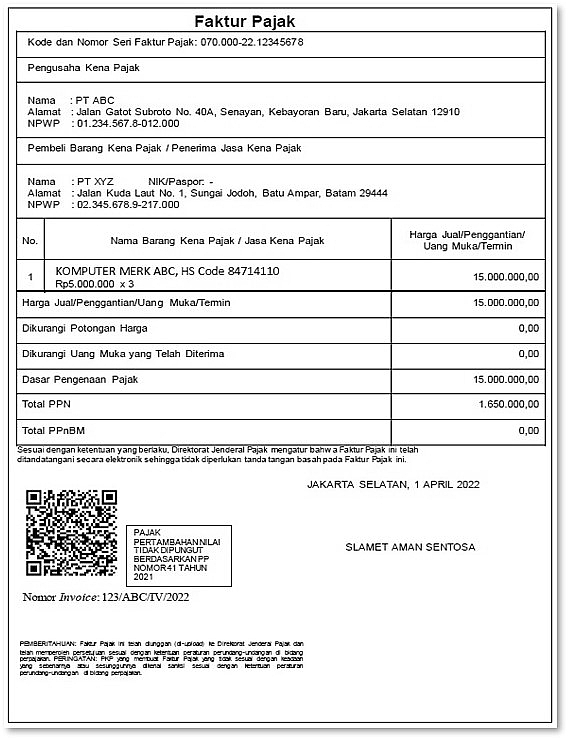 Faktur Pajak
Kode dan Nomor Seri Faktur Pajak: 070.000-22.12345678
Pengusaha Kena Pajak
Nama : PT ABC
Alamat : Jalan Gatot Subroto No. 40A, Senayan, Kebayoran Baru, Jakarta Selatan 12910
NPWP : 01.234.567.8-012.000
Pembeli Barang Kena Pajak / Penerima Jasa Kena Pajak
Nama : PT XYZ NIK/Paspor: -
Alamat : Jalan Kuda Laut No. 1, Sungai Jodoh, Batu Ampar, Batam 29444
NPWP : 02.345.678.9-217.000
No. Nama Barang Kena Pajak / Jasa Kena Pajak Harga Jual/Penggantian/
Uang Muka/Termin
1 KOMPUTER MERK ABC, HS Code 84714110 15.000.000,00
Rp5.000.000 x 3
Harga Jual/Penggantian/Uang Muka/Termin 15.000.000,00
Dikurangi Potongan Harga 0,00
Dikurangi Uang Muka yang Telah Diterima 0,00
Dasar Pengenaan Pajak 15.000.000,00
Total PPN 1.650.000,00
Total PPnBM 0,00
Sesuai dengan ketentuan yang berlaku, Direktorat Jenderal Pajak mengatur bahwa Faktur Pajak ini telah
ditandatangani secara elektronik sehingga tidak diperlukan tanda tangan basah pada Faktur Pajak ini.
JAKARTA SELATAN, 1 APRIL 2022
PAJAK
PERTAMBAHAN NILAI
TIDAK DIPUNGUT
BERDASARKAN PP
NOMOR 41 TAHUN
2021
SLAMET AMAN SENTOSA
Nomor Invoice: 123/ABC/IV/2022
PEMBERITAHUAN: Faktur Pajak ini telah diunggah (di-upload) ke Direktorat Jenderal Pajak dan
telah memperoleh persetujuan sesuai dengan ketentuan peraturan perundang-undangan di bidang
perpajakan. PERINGATAN: PKP yang membuat Faktur Pajak yang tidak sesuai dengan keadaan
yang sebenarnya atau sesungguhnya dikenai sanksi sesuai dengan ketentuan peraturan
perundang-undangan di bidang perpajakan.